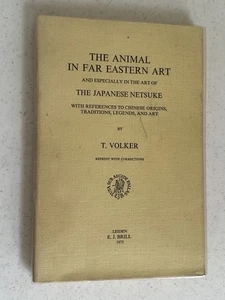 THE ANIMAL
IN FAR EASTERN ART
AND ESPECIALLY IN THE ART OF
THE JAPANESE NETSUKE
WITH REFERENCES TO CHINESE ORIGINS,
TRADITIONS, LEGENDS, AND ART
BY
T. VOLKER
REPRINT WITH CORRECTIONS
LEIDEN
E. J. BRILL
1975